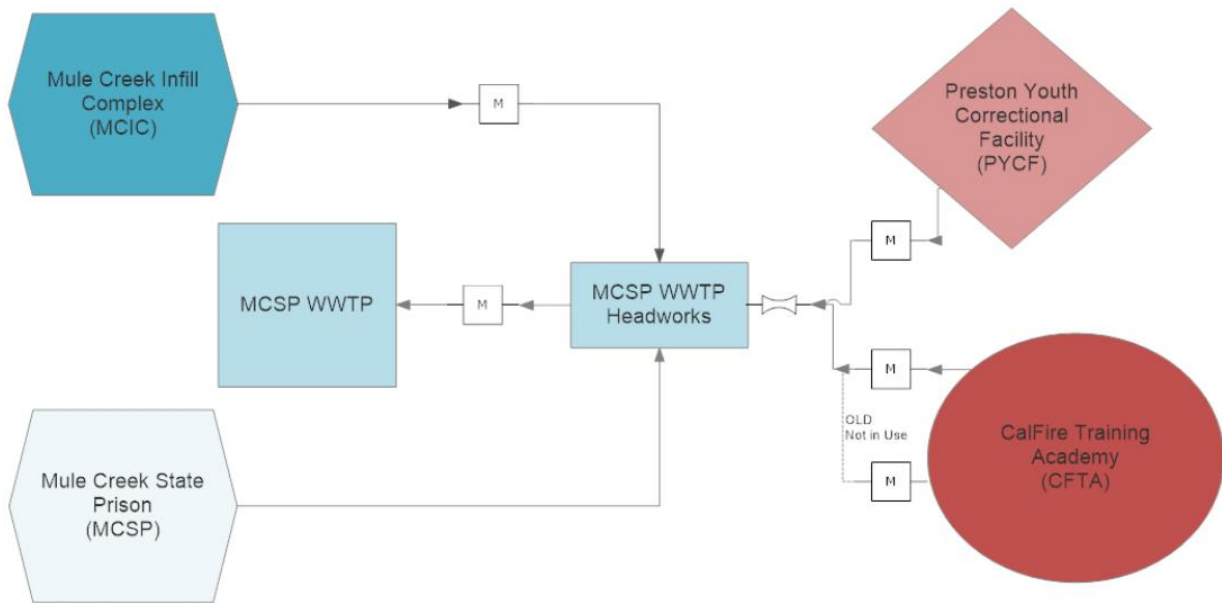 Mule Creek Infill
Complex
(MCIC)
M
Preston Youth
Correctional
Facility
(PYCF)
M
MCSP WWTP
M
MCSP WWTP
Headworks
M
OLD
Not in Use
M
CalFire Training
Academy
(CFTA)
Mule Creek State
Prison
(MCSP)